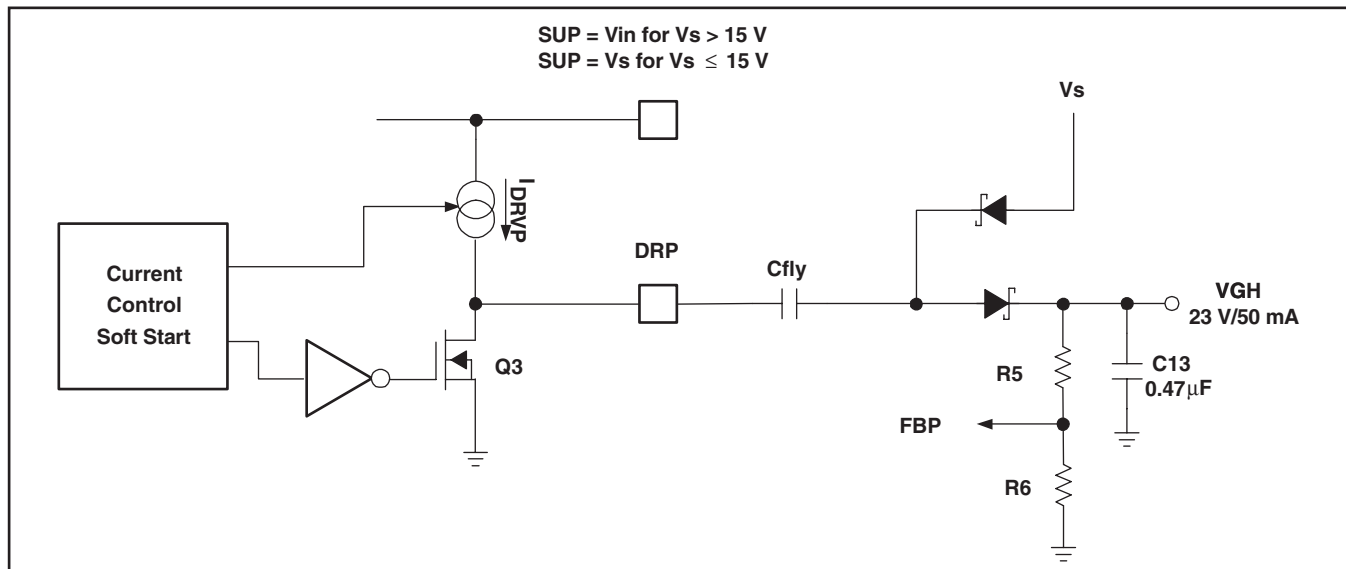 SUP = Vin for Vs > 15 V
SUP = Vs for Vs ≤ 15 V
Vs
IDRVP
Current
Control
Soft Start
DRP
Cfly
VGH
23 V/50 mA
Q3
R5
C13
0.47μF
FBP
R6